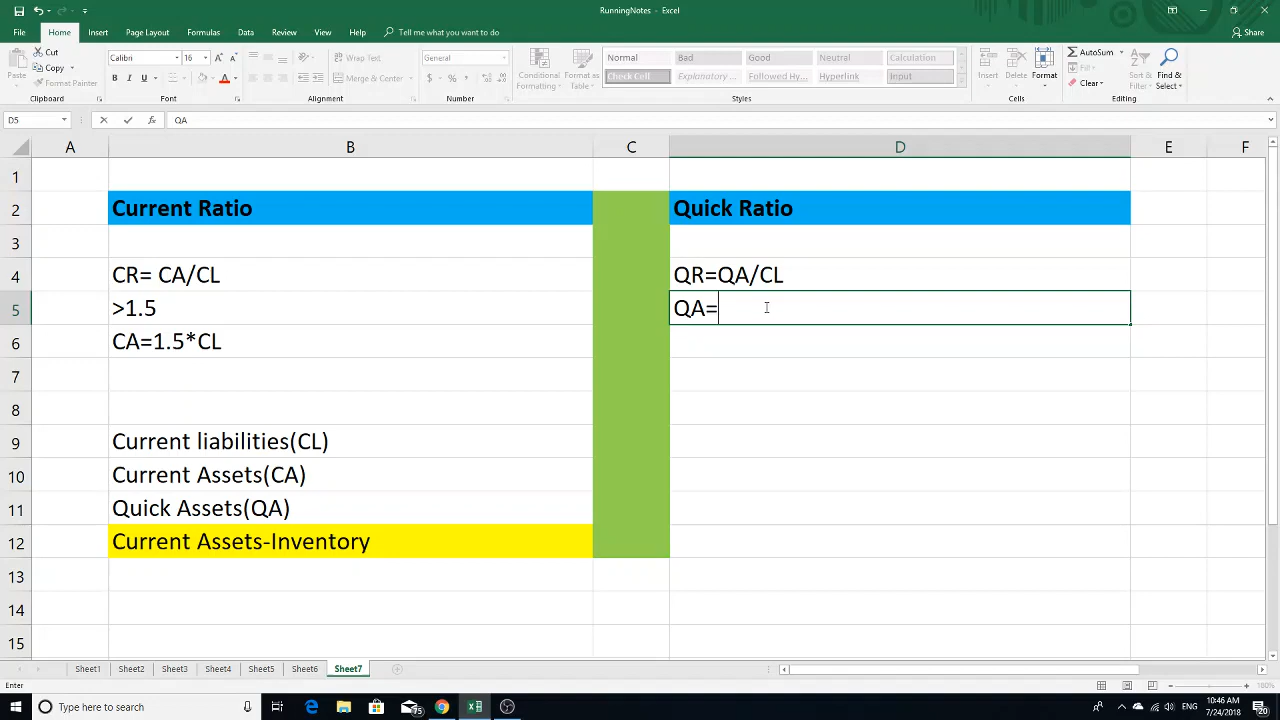 RunningNotes - Excel
File Home Insert Page Layout Formulas Data Review View Help Tell me what you want to do Share
Paste Cut Copy Format Painter Clipboard
Calibri 16 B I U A Font
Merge & Center Alignment
General $ % , Number
Conditional Formatting Format as Table
Normal Bad Good Neutral Calculation
Check Cell Explanatory ... Followed Hy... Hyperlink Input
Styles
Insert Delete Format Cells
AutoSum Fill Clear Sort & Filter Find & Select Editing
D5 fx QA
A B C D E F
1
2 Current Ratio Quick Ratio
3
4 CR= CA/CL QR=QA/CL
5 >1.5 QA=
6 CA=1.5*CL
7
8
9 Current liabilities(CL)
10 Current Assets(CA)
11 Quick Assets(QA)
12 Current Assets-Inventory
13
14
15
Sheet1 Sheet2 Sheet3 Sheet4 Sheet5 Sheet6 Sheet7
Enter 180%
Type here to search
10:46 AM
7/24/2018